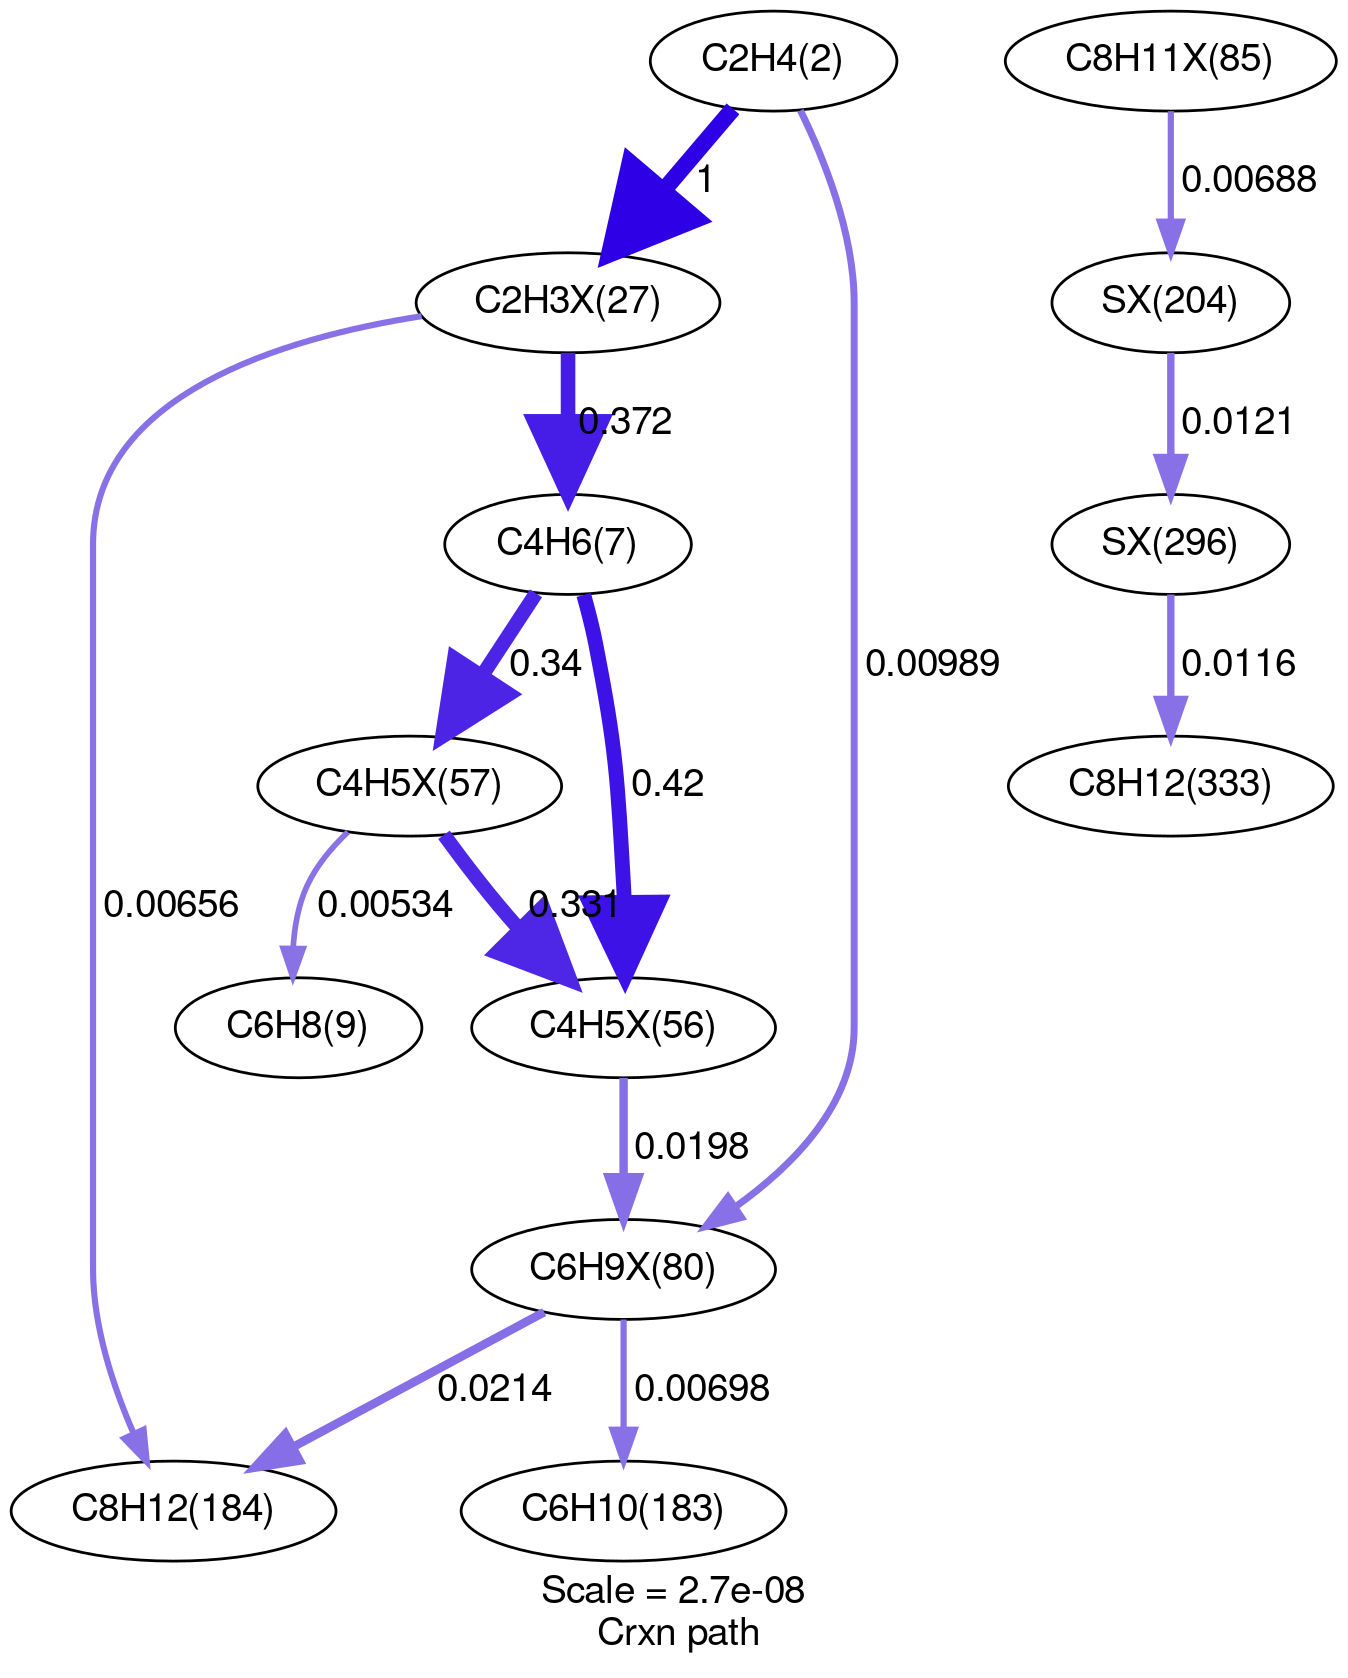 C2H4(2)
C8H11X(85)
1
0.00688
C2H3X(27)
SX(204)
0.372
0.0121
C4H6(7)
SX(296)
0.34
0.00989
0.0116
C4H5X(57)
0.42
C8H12(333)
0.00656
0.00534
0.331
C6H8(9)
C4H5X(56)
0.0198
C6H9X(80)
0.0214
0.00698
C8H12(184)
C6H10(183)
Scale = 2.7e-08
Crxn path